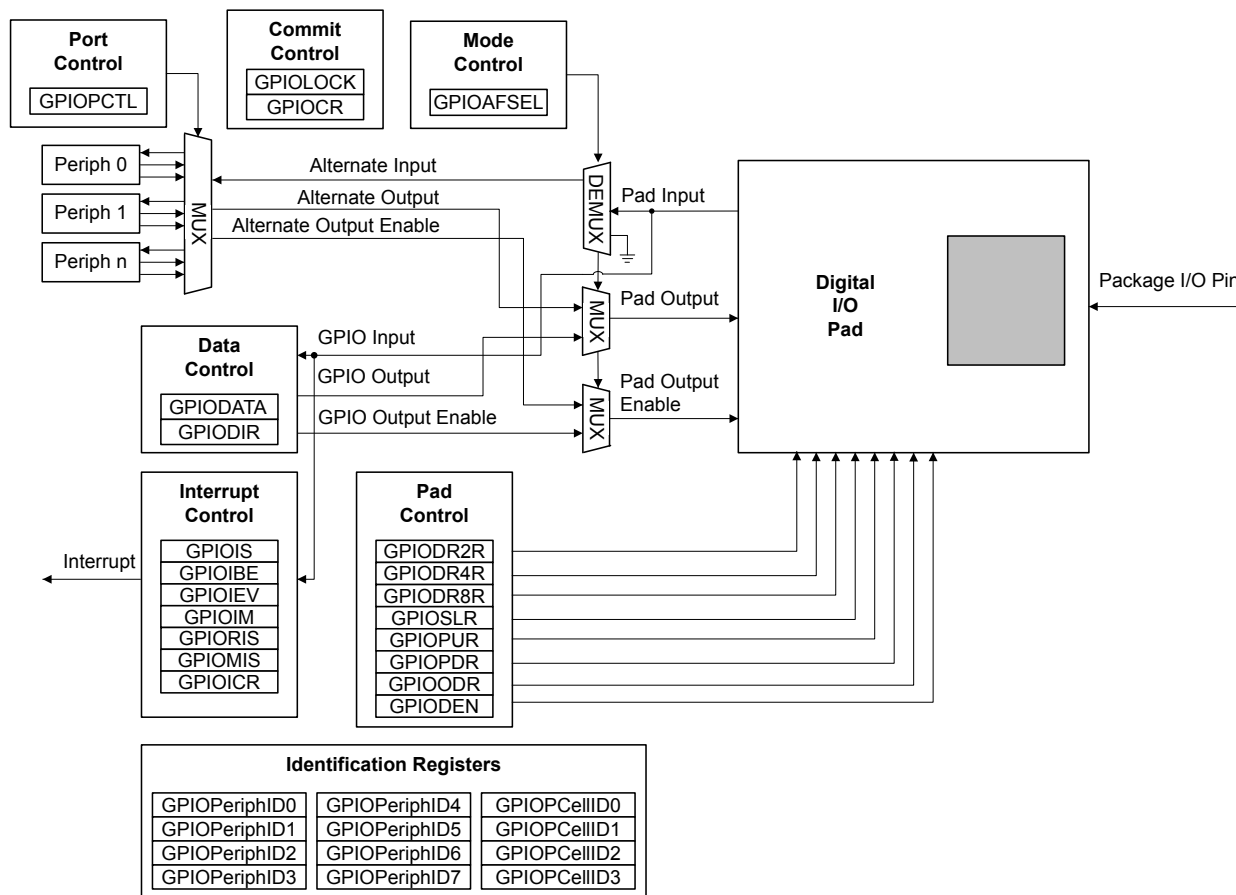 Port
Control
GPIOPCTL
Commit
Control
GPIOLOCK
GPIOCR
Mode
Control
GPIOAFSEL
Periph 0
Periph 1
Periph n
MUX
Alternate Input
Alternate Output
Alternate Output Enable
DEMUX
Pad Input
MUX
Pad Output
MUX
Pad Output
Enable
Digital
I/O
Pad
Package I/O Pin
Data
Control
GPIODATA
GPIODIR
GPIO Input
GPIO Output
GPIO Output Enable
Interrupt
Control
GPIOIS
GPIOIBE
GPIOIEV
GPIOIM
GPIORIS
GPIOMIS
GPIOICR
Interrupt
Pad
Control
GPIODR2R
GPIODR4R
GPIODR8R
GPIOSLR
GPIOPUR
GPIOPDR
GPIOODR
GPIODEN
Identification Registers
GPIOPeriphID0
GPIOPeriphID1
GPIOPeriphID2
GPIOPeriphID3
GPIOPeriphID4
GPIOPeriphID5
GPIOPeriphID6
GPIOPeriphID7
GPIOPCellID0
GPIOPCellID1
GPIOPCellID2
GPIOPCellID3